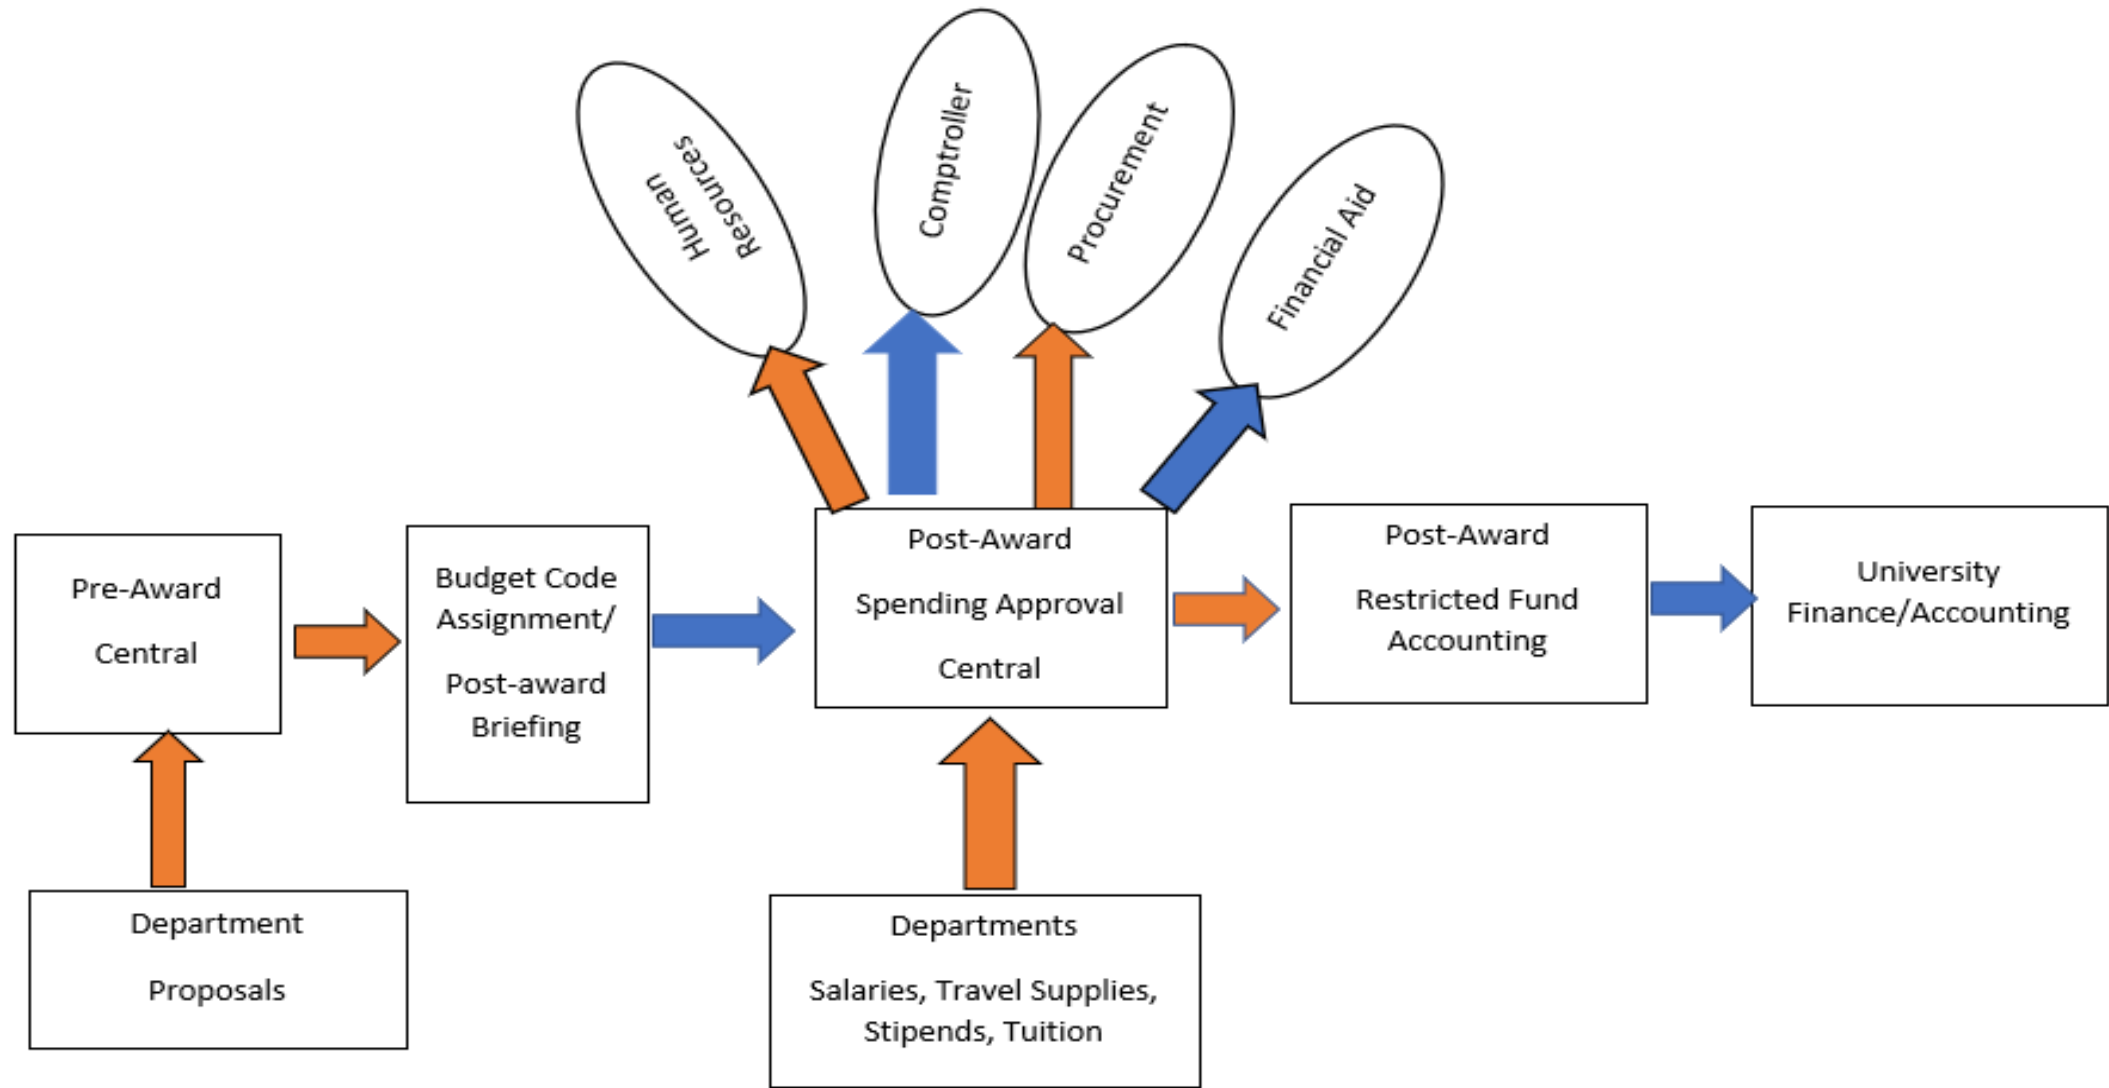 Human
Resources
Comptroller
Procurement
Financial Aid
Pre-Award
Central
Budget Code
Assignment/
Post-award
Briefing
Post-Award
Spending Approval
Central
Post-Award
Restricted Fund
Accounting
University
Finance/Accounting
Department
Proposals
Departments
Salaries, Travel Supplies,
Stipends, Tuition